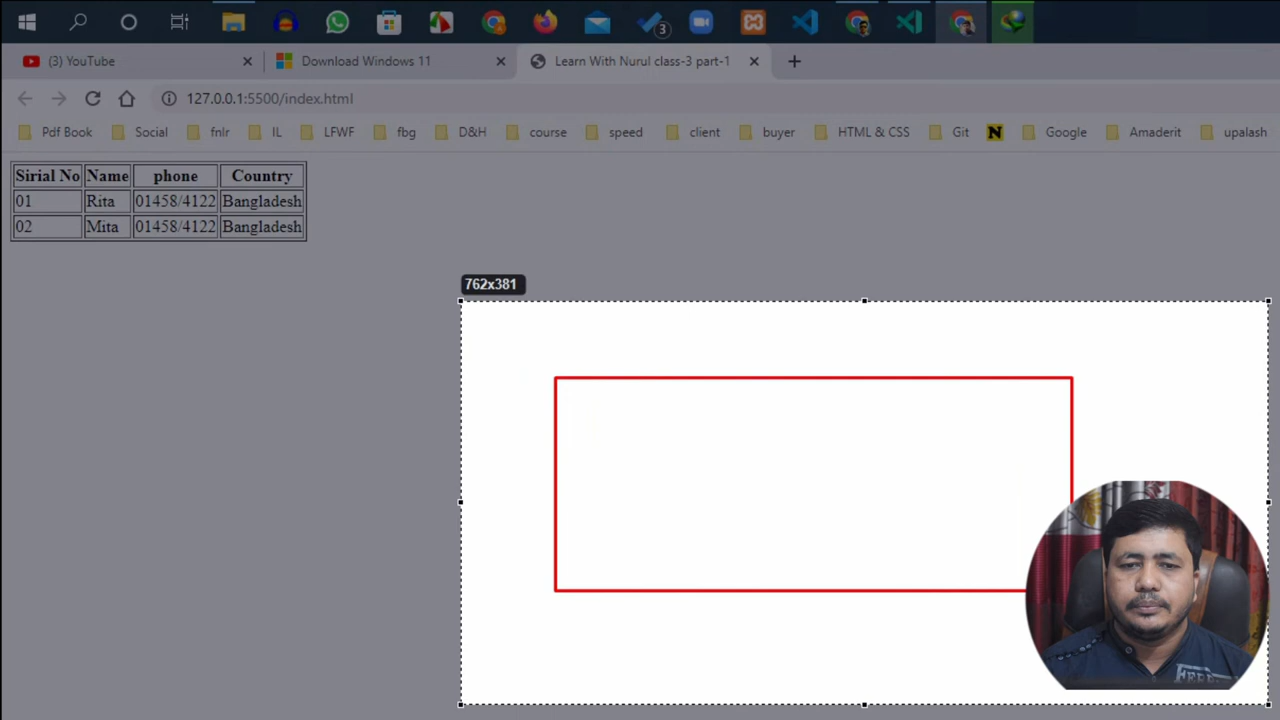 3
(3) YouTube
Download Windows 11
Learn With Nurul class-3 part-1
127.0.0.1:5500/index.html
Pdf Book Social fnlr IL LFWF fbg D&H course speed client buyer HTML & CSS Git N Google Amaderit upalash
Sirial No Name phone Country
01 Rita 01458/4122 Bangladesh
02 Mita 01458/4122 Bangladesh
762x381